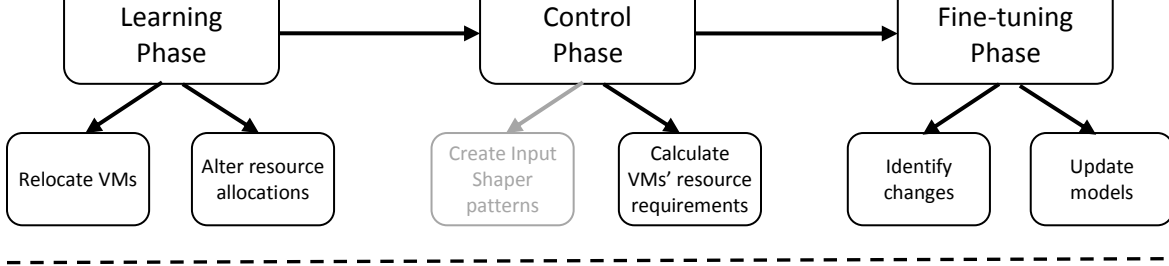 Learning
Phase
Control
Phase
Fine-tuning
Phase
Relocate VMs
Alter resource
allocations
Create Input
Shaper
patterns
Calculate
VMs’ resource
requirements
Identify
changes
Update
models